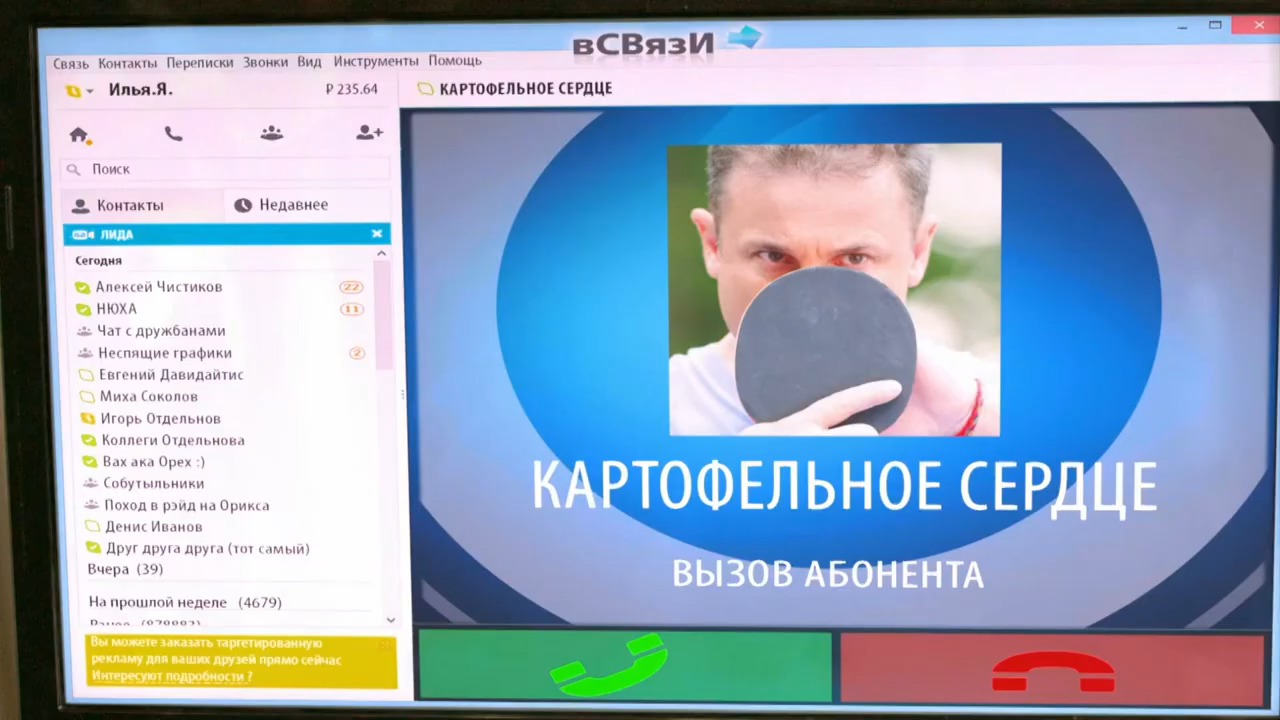 вСВязИ
Связь Контакты Переписки Звонки Вид Инструменты Помощь
Илья.Я. ₽ 235.64
КАРТОФЕЛЬНОЕ СЕРДЦЕ
Поиск
Контакты Недавнее
ЛИДА
Сегодня
Алексей Чистиков 22
НЮХА 11
Чат с дружбанами
Неспящие графики 2
Евгений Давидайтис
Миха Соколов
Игорь Отдельнов
Коллеги Отдельнова
Вах ака Орех :)
Собутыльники
Поход в рэйд на Орикса
Денис Иванов
Друг друга друга (тот самый)
Вчера (39)
На прошлой неделе (4679)
Вы можете заказать таргетированную
рекламу для ваших друзей прямо сейчас
Интересуют подробности ?
КАРТОФЕЛЬНОЕ СЕРДЦЕ
ВЫЗОВ АБОНЕНТА